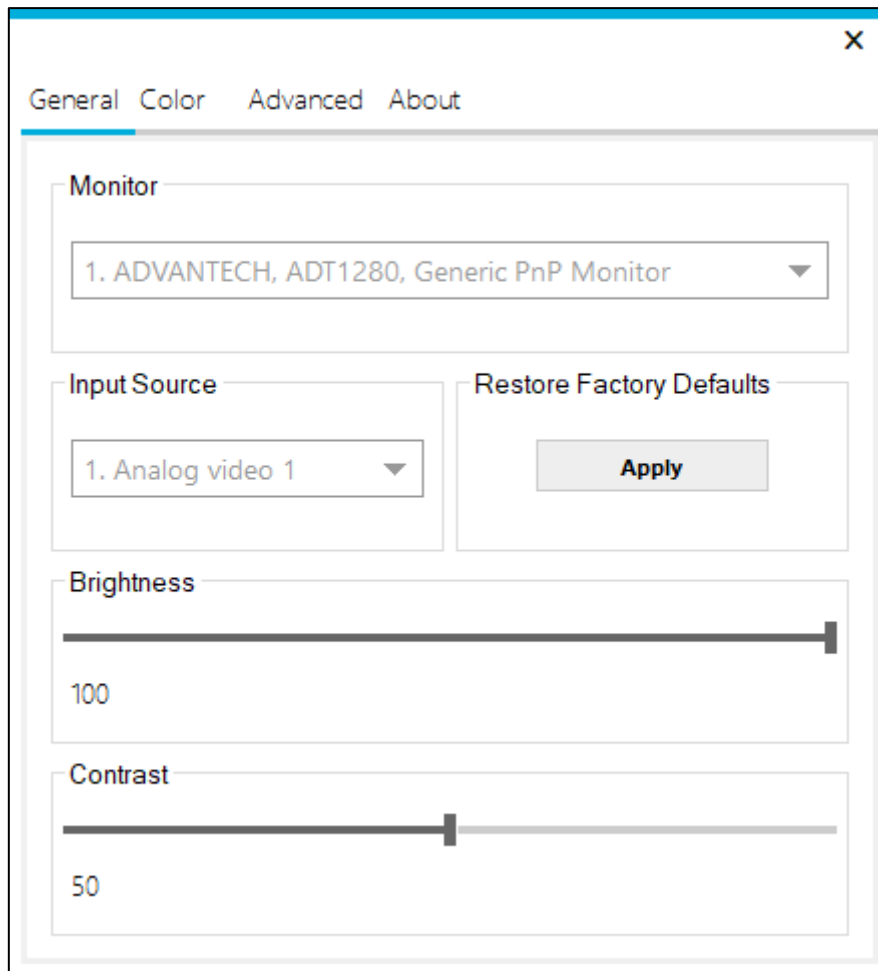 ×
General Color Advanced About
Monitor
1. ADVANTECH, ADT1280, Generic PnP Monitor
Input Source
1. Analog video 1
Restore Factory Defaults
Apply
Brightness
100
Contrast
50